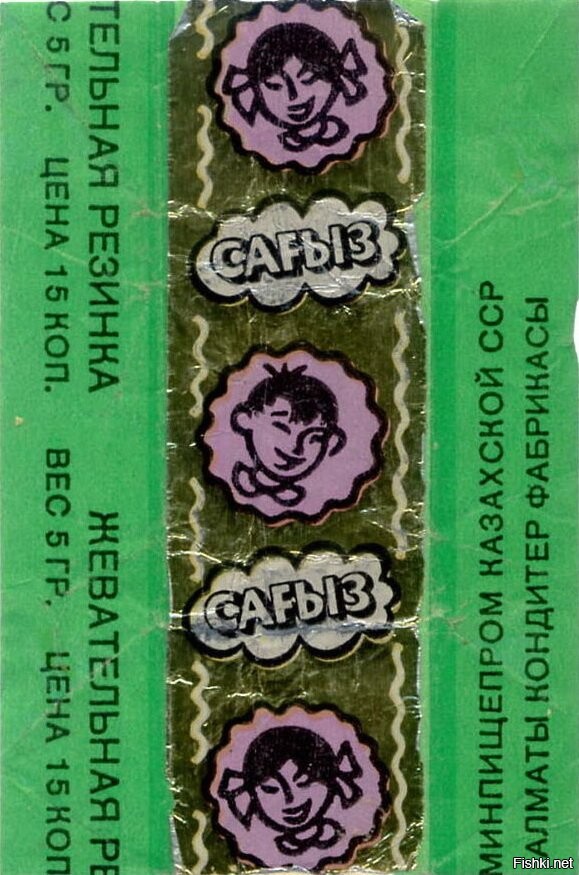 ТЕЛЬНАЯ РЕЗИНКА ЖЕВАТЕЛЬНАЯ РЕ
С 5 ГР. ЦЕНА 15 КОП. ВЕС 5 ГР. ЦЕНА 15 КОП
САҒЫЗ
САҒЫЗ
МИНПИЩЕПРОМ КАЗАХСКОЙ ССР
АЛМАТЫ КОНДИТЕР ФАБРИКАСЫ
Fishki.net